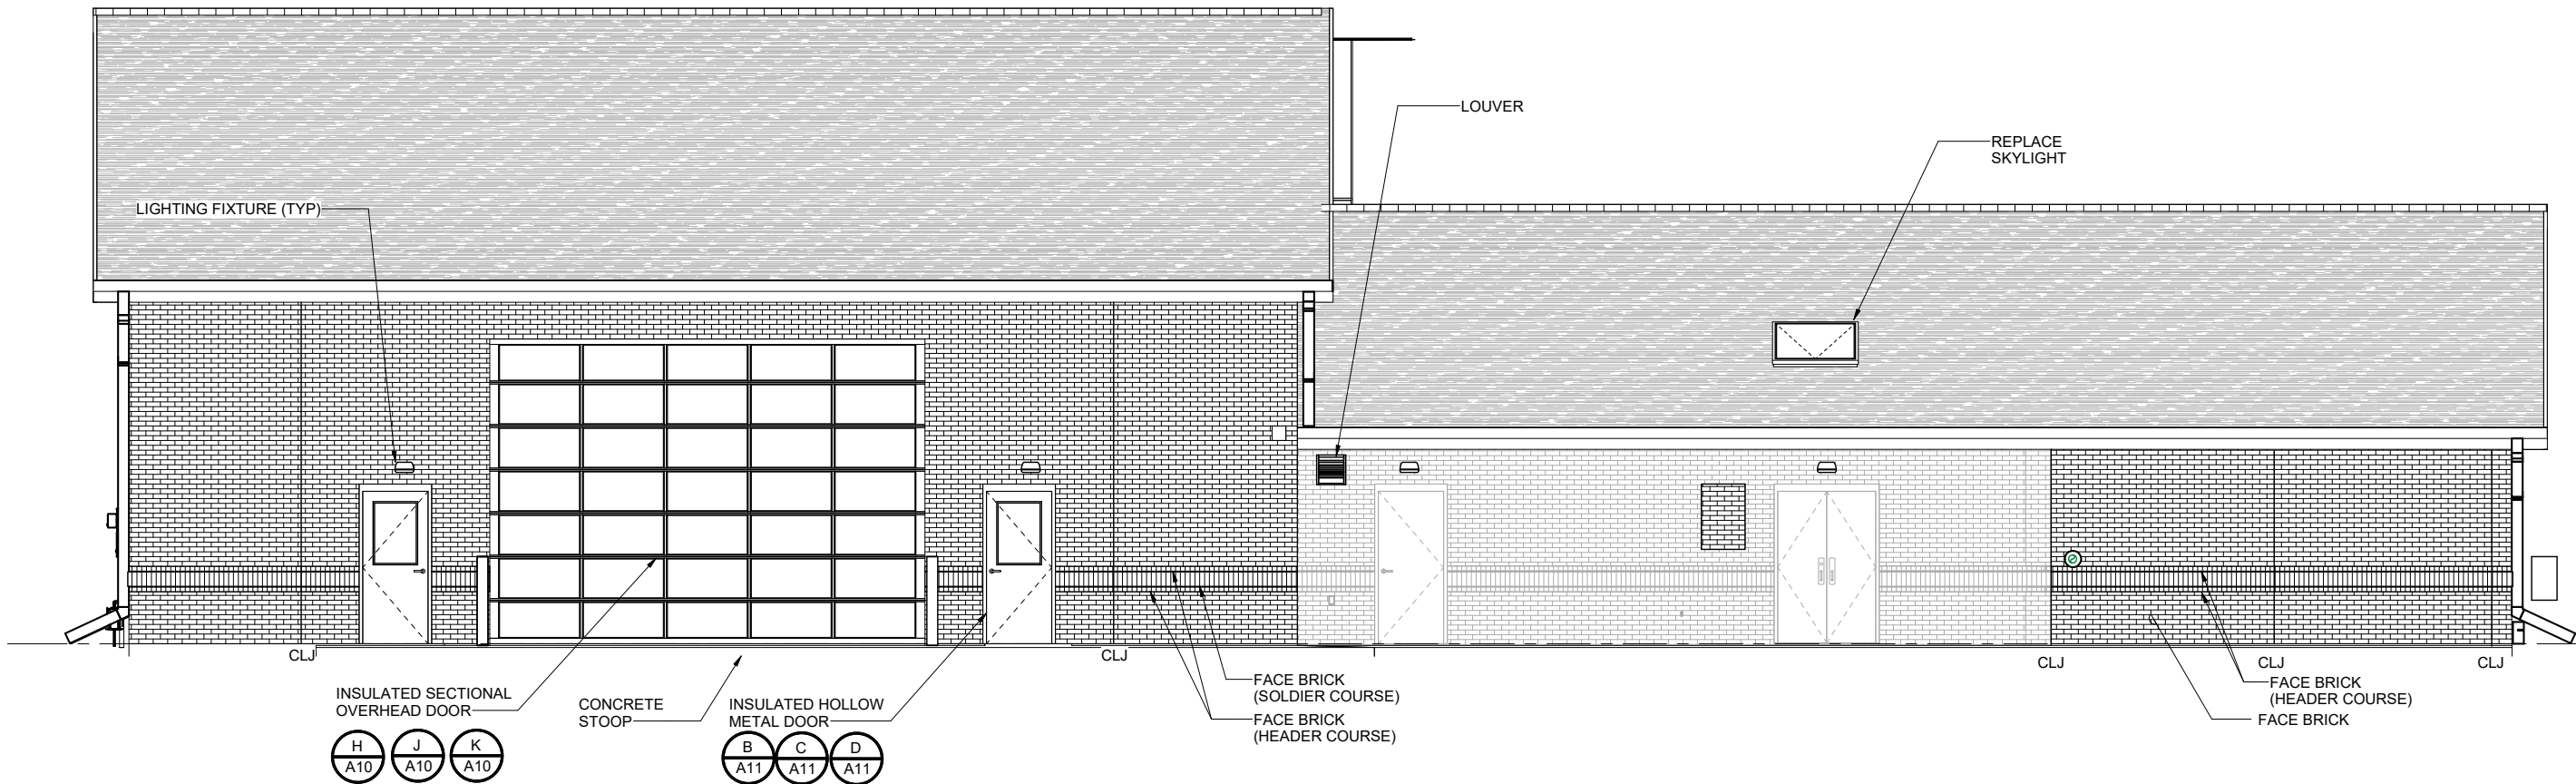 LOUVER
REPLACE
SKYLIGHT
LIGHTING FIXTURE (TYP)
CLJ
CLJ
CLJ
CLJ
CLJ
INSULATED SECTIONAL
OVERHEAD DOOR
CONCRETE
STOOP
INSULATED HOLLOW
METAL DOOR
FACE BRICK
(SOLDIER COURSE)
FACE BRICK
(HEADER COURSE)
FACE BRICK
(HEADER COURSE)
FACE BRICK
H
A10
J
A10
K
A10
B
A11
C
A11
D
A11